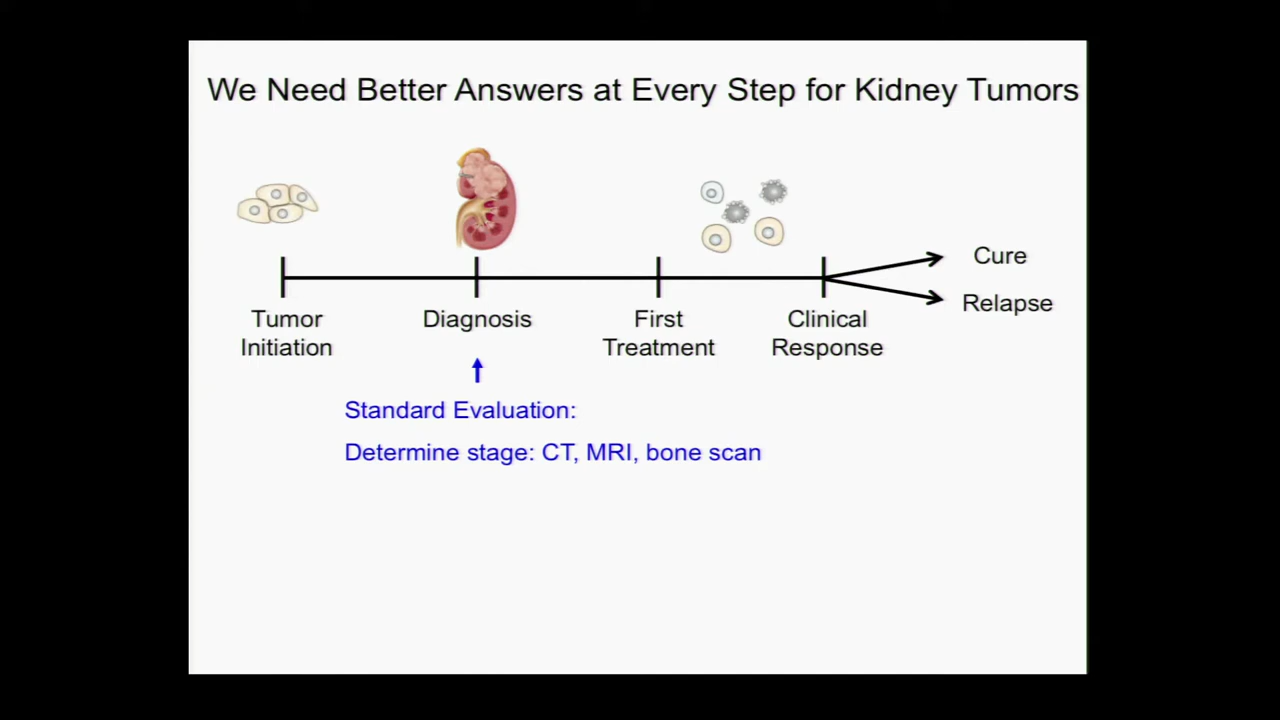 We Need Better Answers at Every Step for Kidney Tumors
Cure
Relapse
Tumor
Initiation
Diagnosis
First
Treatment
Clinical
Response
Standard Evaluation:
Determine stage: CT, MRI, bone scan